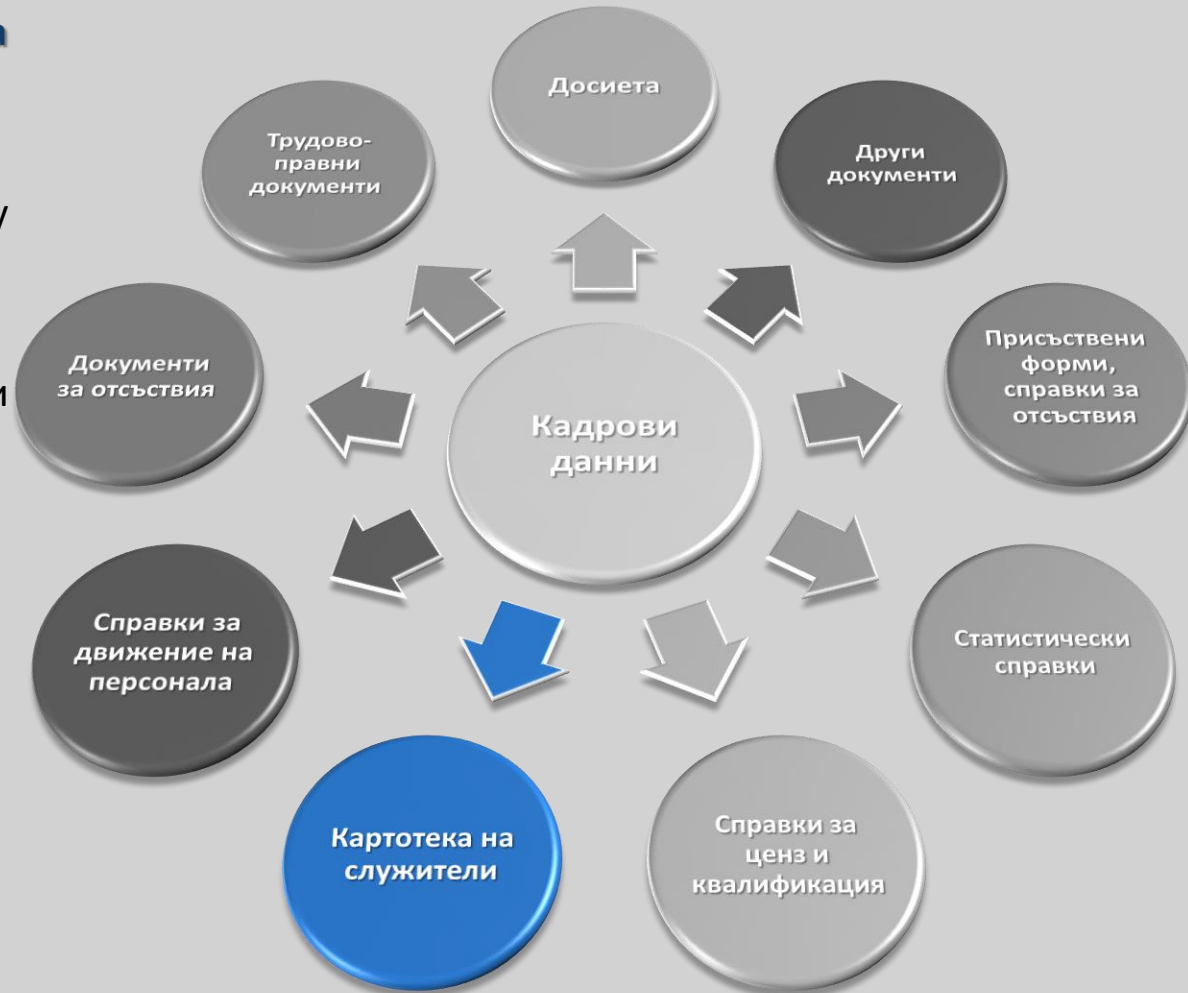 Досиета
Други
документи
Присъствени
форми,
справки за
отсъствия
Статистически
справки
Справки за
ценз и
квалификация
Картотека на
служители
Справки за
движение на
персонала
Документи
за отсъствия
Трудово-
правни
документи
Кадрови
данни